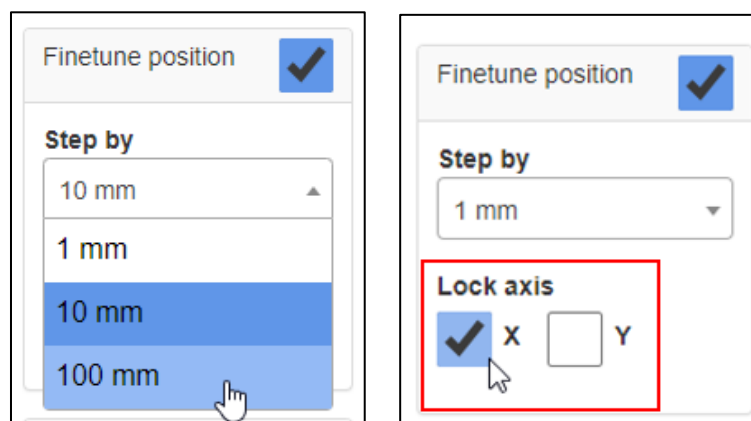 Finetune position
Step by
10 mm
1 mm
10 mm
100 mm
Finetune position
Step by
1 mm
Lock axis
X Y